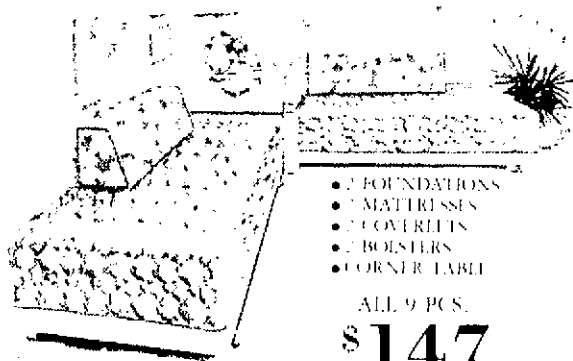 • 2 FOUNDATIONS
• 2 MATTRESSES
• 2 COVERLETS
• 2 BOLSTERS
• CORNER TABLE
ALL 9 PCS.
$147